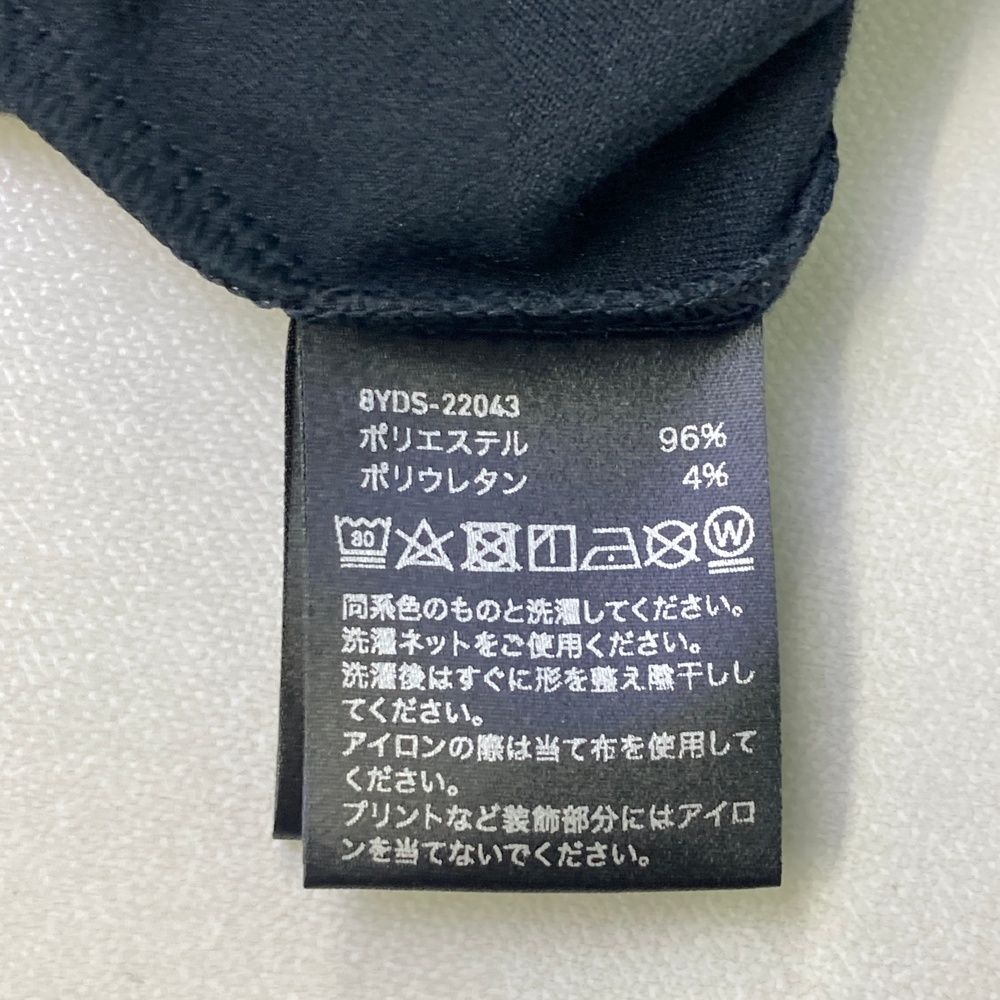 8YDS-22043
ポリエステル 96%
ポリウレタン 4%
30 W
同系色のものと洗濯してください。
洗濯ネットをご使用ください。
洗濯後はすぐに形を整え陰干しし
てください。
アイロンの際は当て布を使用して
ください。
プリントなど装飾部分にはアイロ
ンを当てないでください。